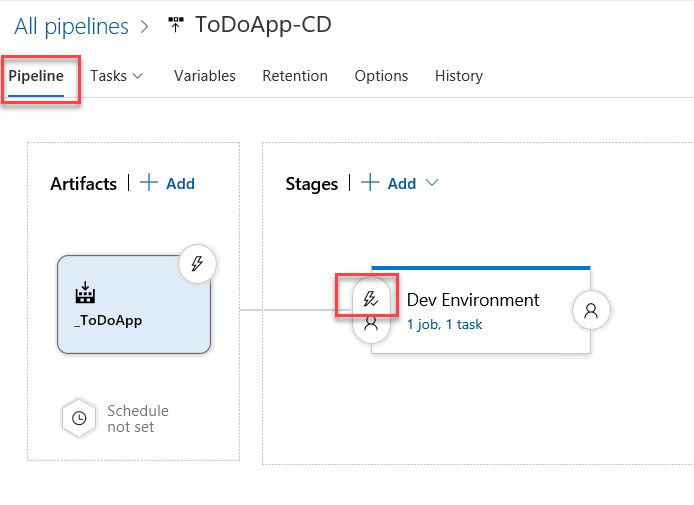 All pipelines > ToDoApp-CD
Pipeline Tasks Variables Retention Options History
Artifacts | + Add
Stages | + Add
_ToDoApp
Dev Environment
1 job, 1 task
Schedule
not set